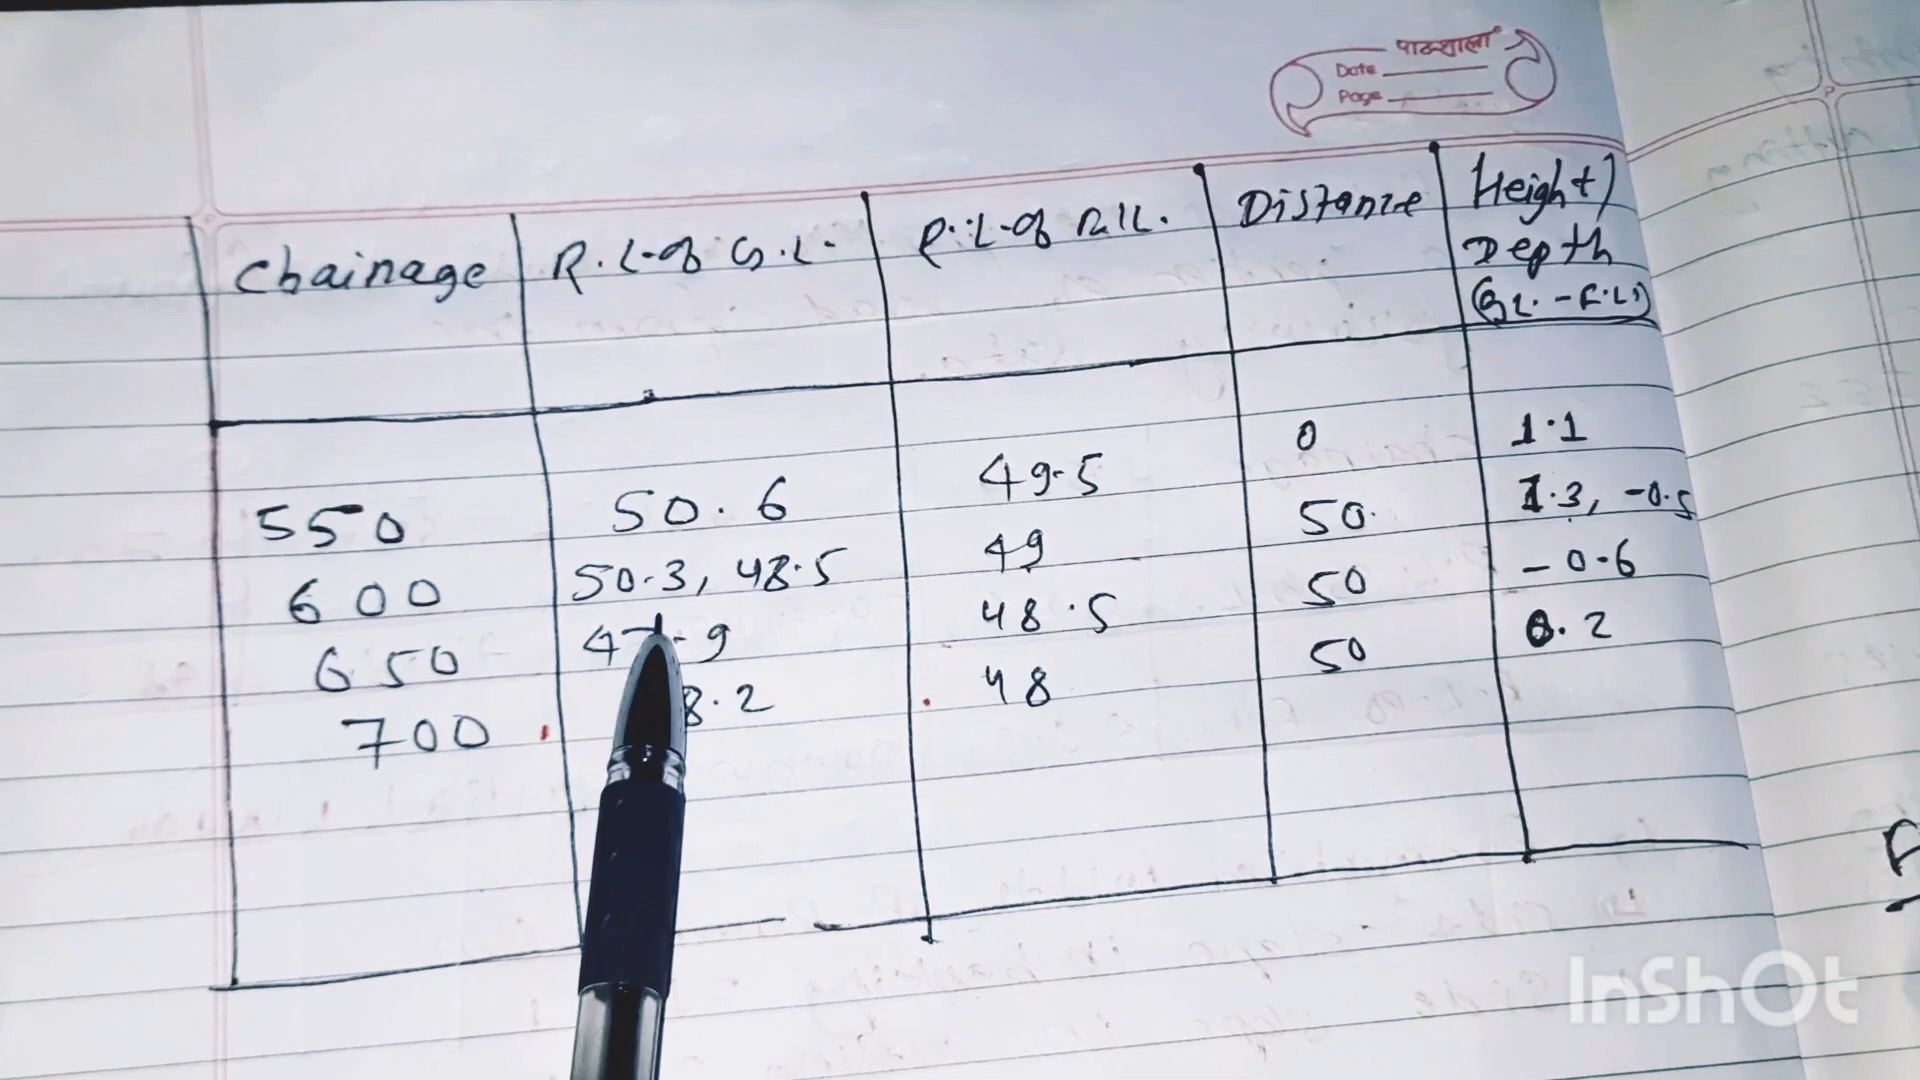 पाठशाला
Date
Page
Chainage R.L. of G.L. R.L. of F.L. Distance Height/
Depth
(G.L. - F.L.)
550 50.6 49.5 0 1.1
600 50.3, 48.5 49 50 1.3, -0.5
650 47.9 48.5 50 -0.6
700 8.2 48 50 0.2
InShOt